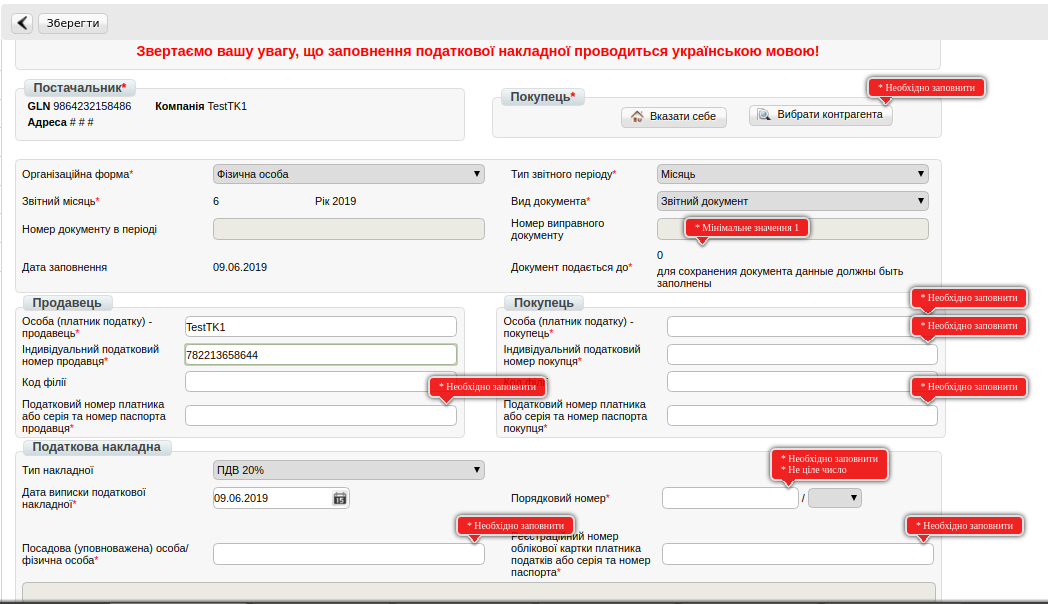 Зберегти
Звертаємо вашу увагу, що заповнення податкової накладної проводиться українською мовою!
Постачальник*
GLN 9864232158486 Компанія TestTK1
Адреса # # #
Покупець*
* Необхідно заповнити
Вказати себе
Вибрати контрагента
Організаційна форма*
Фізична особа
Тип звітного періоду*
Місяць
Звітний місяць*
6
Рік 2019
Вид документа*
Звітний документ
Номер документу в періоді
Номер виправного
документу
* Мінімальне значення 1
Дата заповнення
09.06.2019
Документ подається до*
0
для сохранения документа данные должны быть
заполнены
Продавець
Особа (платник податку) -
продавець*
TestTK1
Індивідуальний податковий
номер продавця*
782213658644
Код філії
* Необхідно заповнити
Податковий номер платника
або серія та номер паспорта
продавця*
Покупець
* Необхідно заповнити
Особа (платник податку) -
покупець*
* Необхідно заповнити
Індивідуальний податковий
номер покупця*
* Необхідно заповнити
Податковий номер платника
або серія та номер паспорта
покупця*
Податкова накладна
Тип накладної
ПДВ 20%
* Необхідно заповнити
* Не ціле число
Дата виписки податкової
накладної*
09.06.2019
Порядковий номер*
/
* Необхідно заповнити
* Необхідно заповнити
Посадова (уповноважена) особа/
фізична особа*
Реєстраційний номер
облікової картки платника
податків або серія та номер
паспорта*